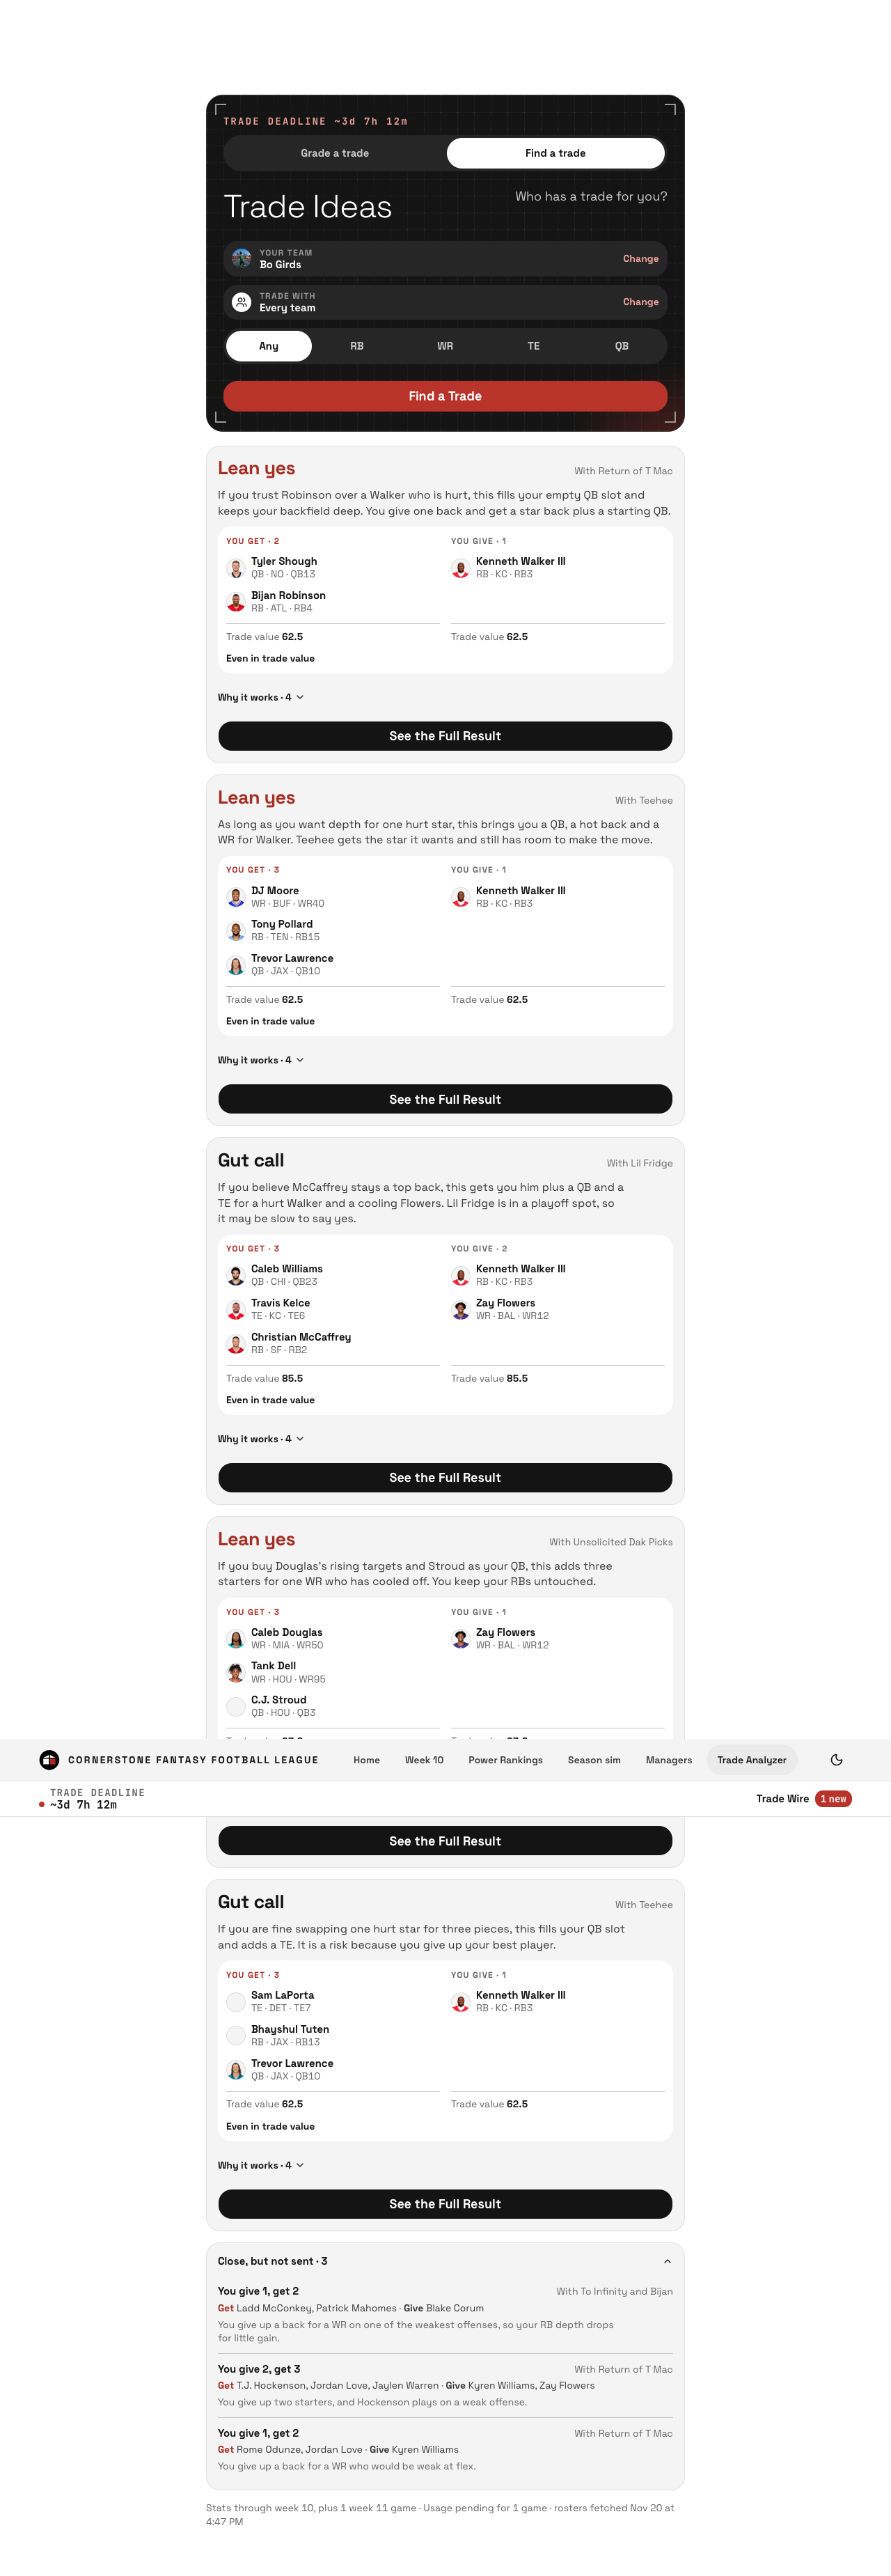 TRADE DEADLINE ~3d 7h 12m
Grade a trade
Find a trade
Trade Ideas
Who has a trade for you?
YOUR TEAM
Bo Girds
Change
TRADE WITH
Every team
Change
Any
RB
WR
TE
QB
Find a Trade
Lean yes
With Return of T Mac
If you trust Robinson over a Walker who is hurt, this fills your empty QB slot and
keeps your backfield deep. You give one back and get a star back plus a starting QB.
YOU GET · 2
Tyler Shough
QB · NO · QB13
Bijan Robinson
RB · ATL · RB4
Trade value 62.5
Even in trade value
YOU GIVE · 1
Kenneth Walker III
RB · KC · RB3
Trade value 62.5
Why it works · 4
See the Full Result
Lean yes
With Teehee
As long as you want depth for one hurt star, this brings you a QB, a hot back and a
WR for Walker. Teehee gets the star it wants and still has room to make the move.
YOU GET · 3
DJ Moore
WR · BUF · WR40
Tony Pollard
RB · TEN · RB15
Trevor Lawrence
QB · JAX · QB10
Trade value 62.5
Even in trade value
YOU GIVE · 1
Kenneth Walker III
RB · KC · RB3
Trade value 62.5
Why it works · 4
See the Full Result
Gut call
With Lil Fridge
If you believe McCaffrey stays a top back, this gets you him plus a QB and a
TE for a hurt Walker and a cooling Flowers. Lil Fridge is in a playoff spot, so
it may be slow to say yes.
YOU GET · 3
Caleb Williams
QB · CHI · QB23
Travis Kelce
TE · KC · TE6
Christian McCaffrey
RB · SF · RB2
Trade value 85.5
Even in trade value
YOU GIVE · 2
Kenneth Walker III
RB · KC · RB3
Zay Flowers
WR · BAL · WR12
Trade value 85.5
Why it works · 4
See the Full Result
Lean yes
With Unsolicited Dak Picks
If you buy Douglas's rising targets and Stroud as your QB, this adds three
starters for one WR who has cooled off. You keep your RBs untouched.
YOU GET · 3
Caleb Douglas
WR · MIA · WR50
Tank Dell
WR · HOU · WR95
C.J. Stroud
QB · HOU · QB3
YOU GIVE · 1
Zay Flowers
WR · BAL · WR12
CORNERSTONE FANTASY FOOTBALL LEAGUE
Home
Week 10
Power Rankings
Season sim
Managers
Trade Analyzer
TRADE DEADLINE
~3d 7h 12m
Trade Wire
1 new
See the Full Result
Gut call
With Teehee
If you are fine swapping one hurt star for three pieces, this fills your QB slot
and adds a TE. It is a risk because you give up your best player.
YOU GET · 3
Sam LaPorta
TE · DET · TE7
Bhayshul Tuten
RB · JAX · RB13
Trevor Lawrence
QB · JAX · QB10
Trade value 62.5
Even in trade value
YOU GIVE · 1
Kenneth Walker III
RB · KC · RB3
Trade value 62.5
Why it works · 4
See the Full Result
Close, but not sent · 3
You give 1, get 2
With To Infinity and Bijan
Get Ladd McConkey, Patrick Mahomes · Give Blake Corum
You give up a back for a WR on one of the weakest offenses, so your RB depth drops
for little gain.
You give 2, get 3
With Return of T Mac
Get T.J. Hockenson, Jordan Love, Jaylen Warren · Give Kyren Williams, Zay Flowers
You give up two starters, and Hockenson plays on a weak offense.
You give 1, get 2
With Return of T Mac
Get Rome Odunze, Jordan Love · Give Kyren Williams
You give up a back for a WR who would be weak at flex.
Stats through week 10, plus 1 week 11 game · Usage pending for 1 game · rosters fetched Nov 20 at
4:47 PM